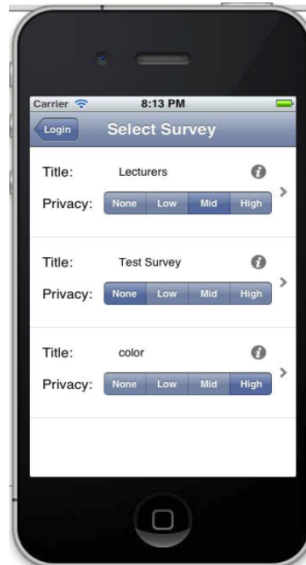 Carrier 8:13 PM
Login Select Survey
Title: Lecturers
Privacy: None Low Mid High
Title: Test Survey
Privacy: None Low Mid High
Title: color
Privacy: None Low Mid High